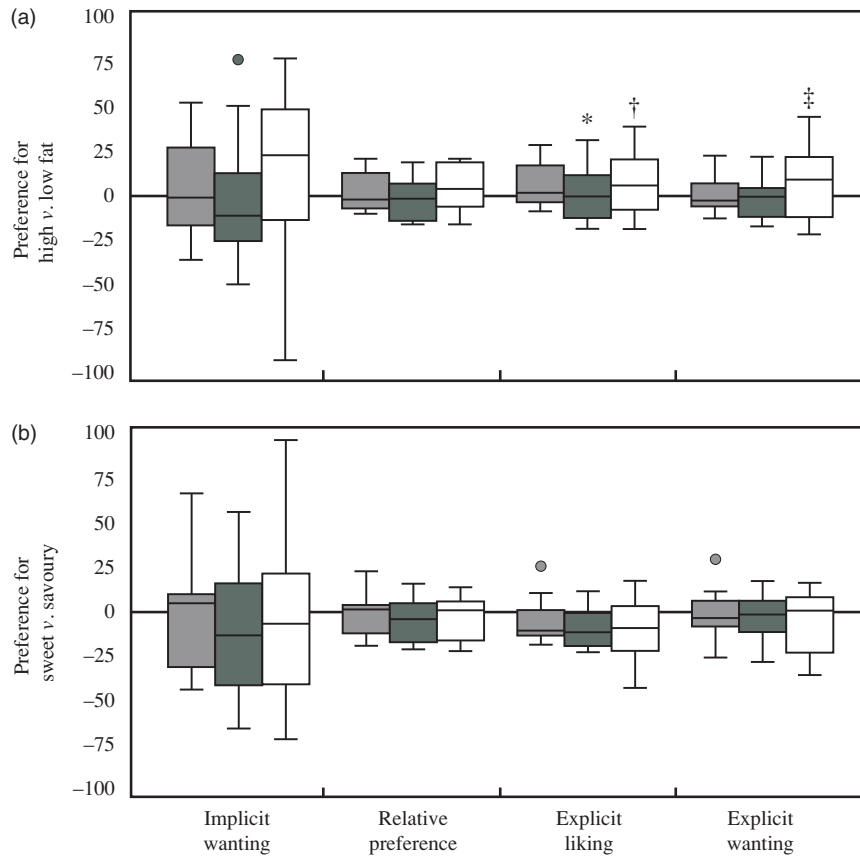 (a)
100
75
50
25
0
−25
−50
−75
−100
Preference for
high v. low fat
*
†
‡
(b)
100
75
50
25
0
−25
−50
−75
−100
Preference for
sweet v. savoury
Implicit
wanting
Relative
preference
Explicit
liking
Explicit
wanting